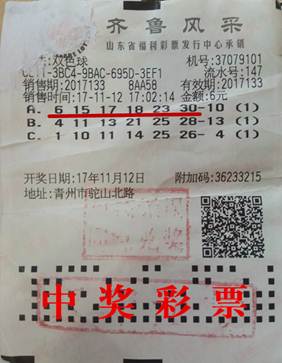 齐鲁风采
山东省福利彩票发行中心承销
双色球 机号:37079101
3BC4-9BAC-695D-3EF1 流水号:147
销售期:2017133 8AA58 有效期:2017133
销售时间:17-11-12 17:02:14 金额:6元
A. 6 15 17 18 23 30-10 (1)
B. 4 11 13 21 25 28-13 (1)
C. 1 10 11 14 25 26- 4 (1)
开奖日期:17年11月12日 附加码:36233215
地址:青州市驼山北路
中奖彩票